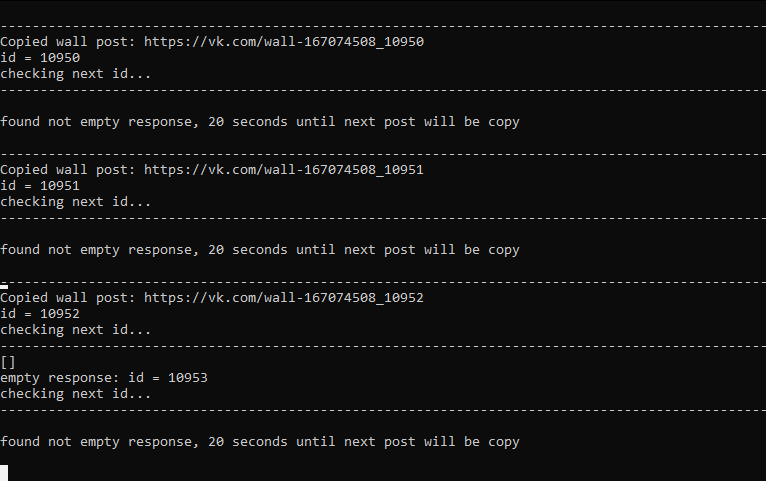 --------------------------------------------------------------------------------
Copied wall post: https://vk.com/wall-167074508_10950
id = 10950
checking next id...
--------------------------------------------------------------------------------
found not empty response, 20 seconds until next post will be copy
--------------------------------------------------------------------------------
Copied wall post: https://vk.com/wall-167074508_10951
id = 10951
checking next id...
--------------------------------------------------------------------------------
found not empty response, 20 seconds until next post will be copy
--------------------------------------------------------------------------------
Copied wall post: https://vk.com/wall-167074508_10952
id = 10952
checking next id...
--------------------------------------------------------------------------------
[]
empty response: id = 10953
checking next id...
--------------------------------------------------------------------------------
found not empty response, 20 seconds until next post will be copy